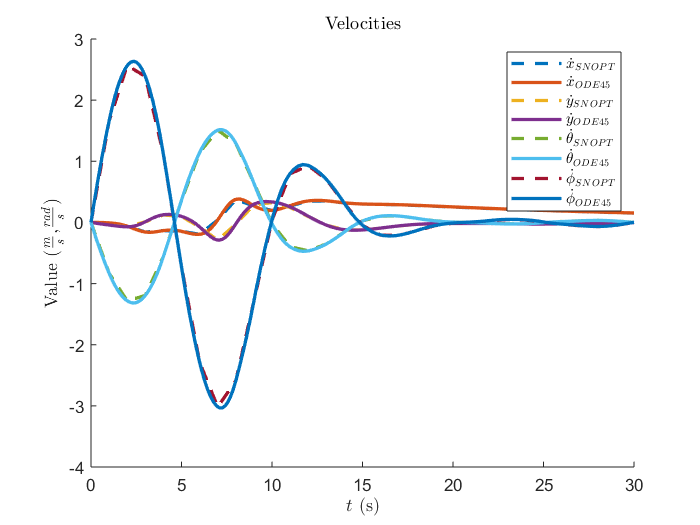 Velocities
3
2
1
0
-1
-2
-3
-4
Value (m/s, rad/s)
ẋ_SNOPT
ẋ_ODE45
ẏ_SNOPT
ẏ_ODE45
θ̇_SNOPT
θ̇_ODE45
ϕ̇_SNOPT
ϕ̇_ODE45
0 5 10 15 20 25 30
t (s)